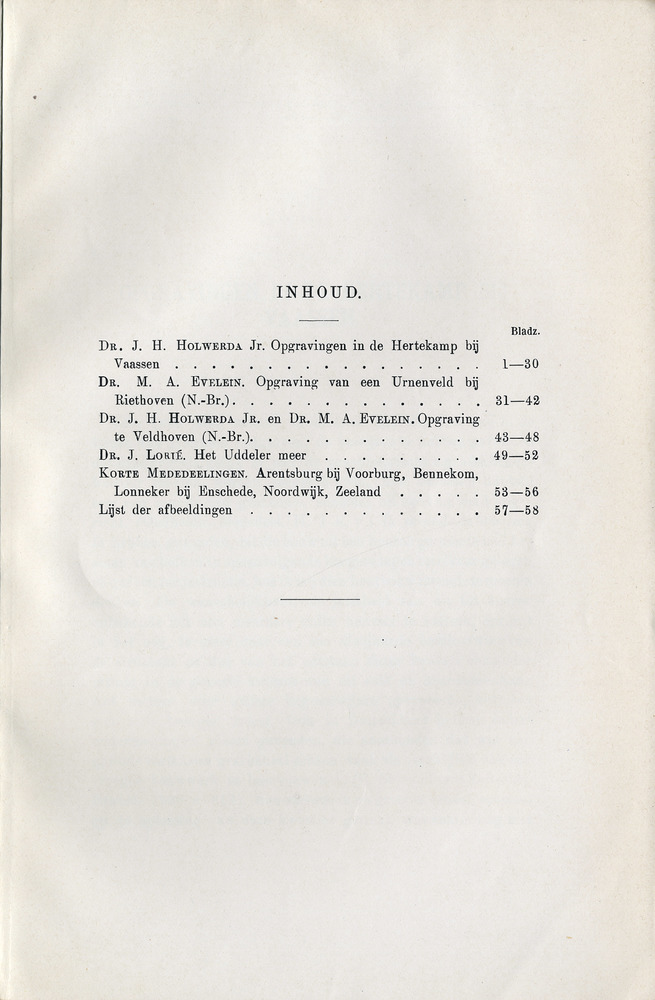 INHOUD.
Bladz.
DR. J. H. HOLWERDA Jr. Opgravingen in de Hertekamp bij
Vaassen . . . . . . . . . . . . . . . . . 1—30
DR. M. A. EVELEIN. Opgraving van een Urnenveld bij
Riethoven (N.-Br.). . . . . . . . . . . . . . 31—42
DR. J. H. HOLWERDA JR. en DR. M. A. EVELEIN. Opgraving
te Veldhoven (N.-Br.). . . . . . . . . . . . . 43—48
DR. J. LORIÉ. Het Uddeler meer . . . . . . . . . 49—52
KORTE MEDEDEELINGEN. Arentsburg bij Voorburg, Bennekom,
Lonneker bij Enschede, Noordwijk, Zeeland . . . . . 53—56
Lijst der afbeeldingen . . . . . . . . . . . . . 57—58